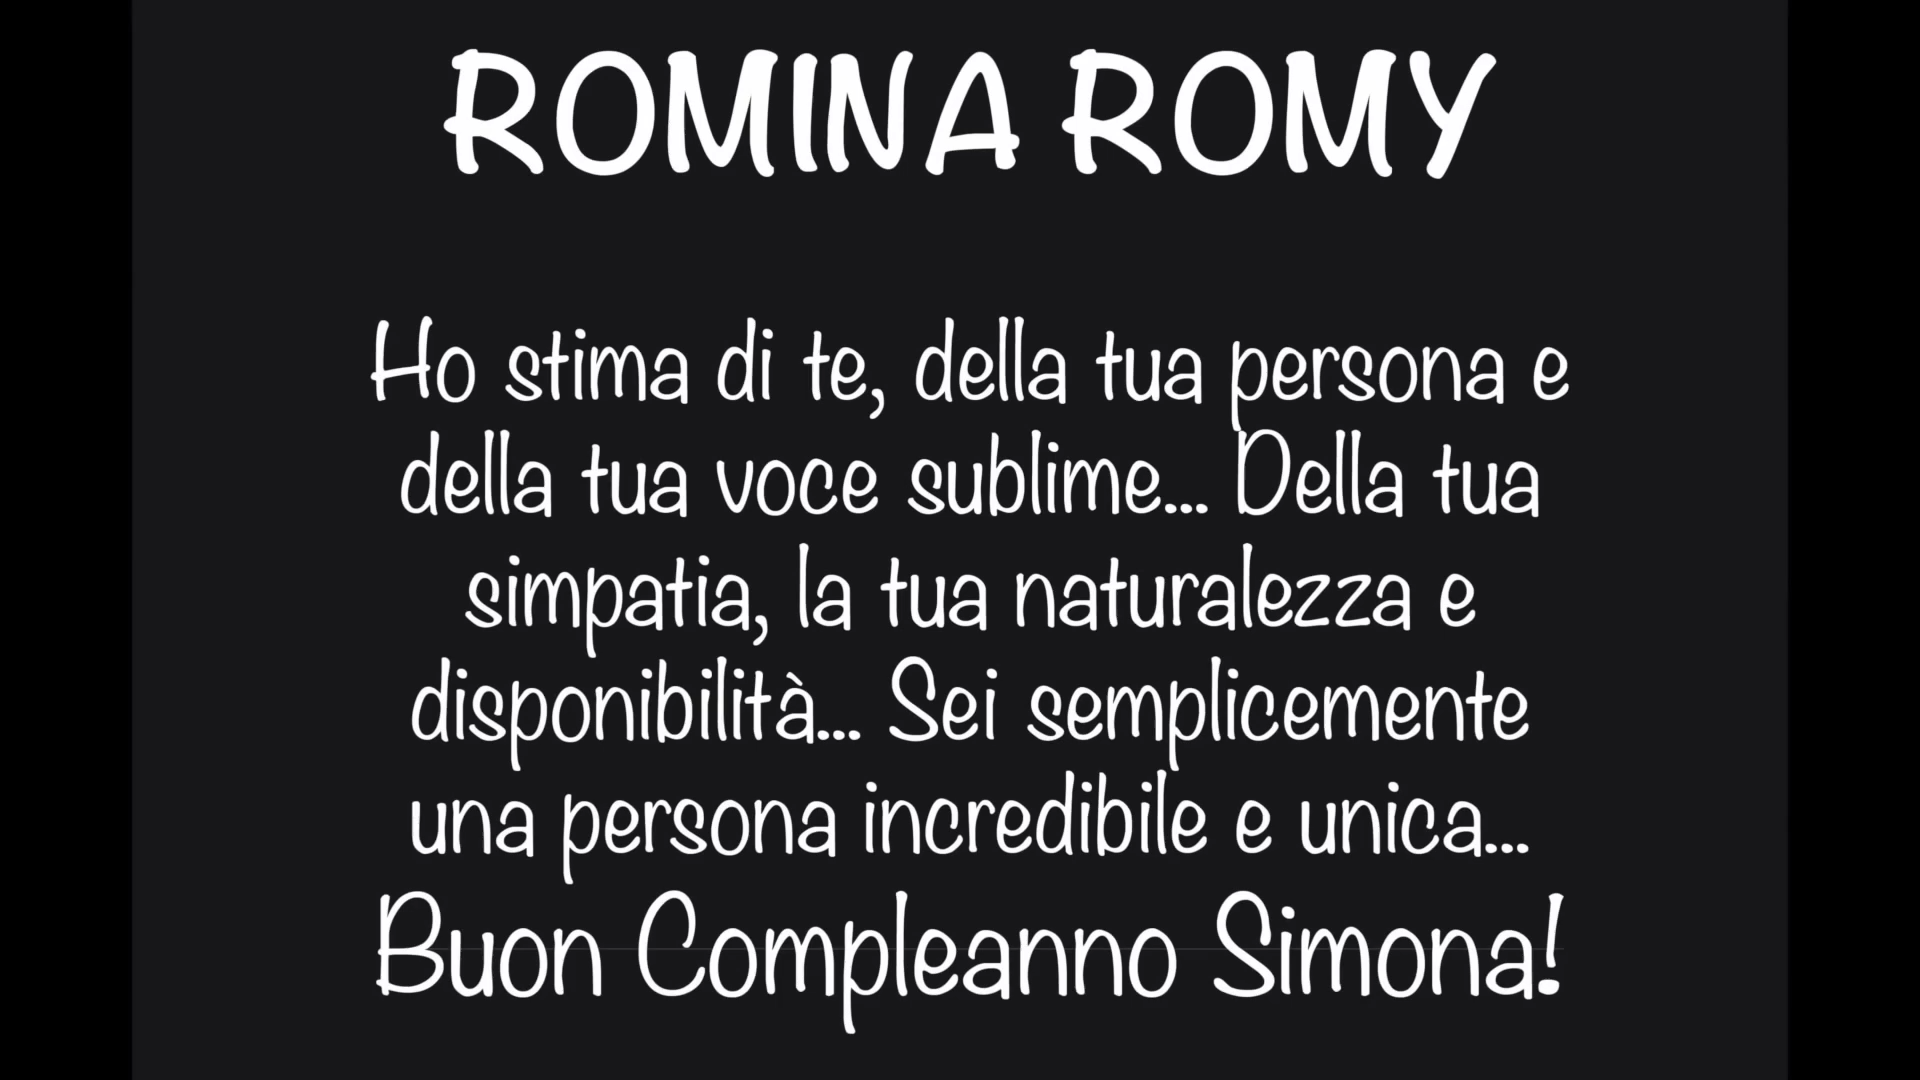 ROMINA ROMY
Ho stima di te, della tua persona e
della tua voce sublime... Della tua
simpatia, la tua naturalezza e
disponibilità... Sei semplicemente
una persona incredibile e unica...
Buon Compleanno Simona!